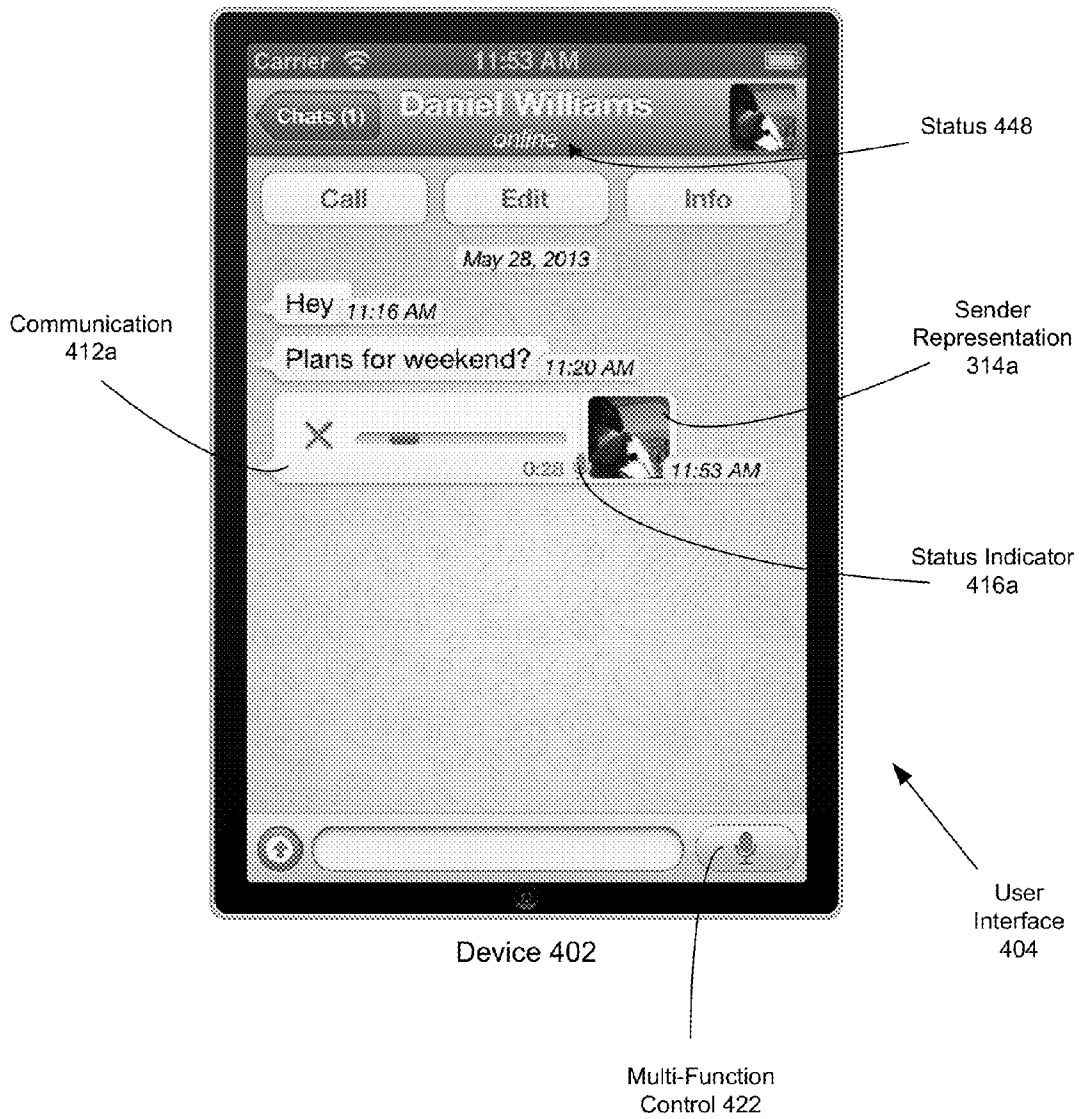 Carrier 11:53 AM
Chats (1) Daniel Williams
online
Status 448
Call Edit Info
May 28, 2013
Hey 11:16 AM
Communication
412a
Sender
Representation
314a
Plans for weekend? 11:20 AM
0:28 11:53 AM
Status Indicator
416a
User
Interface
404
Device 402
Multi-Function
Control 422